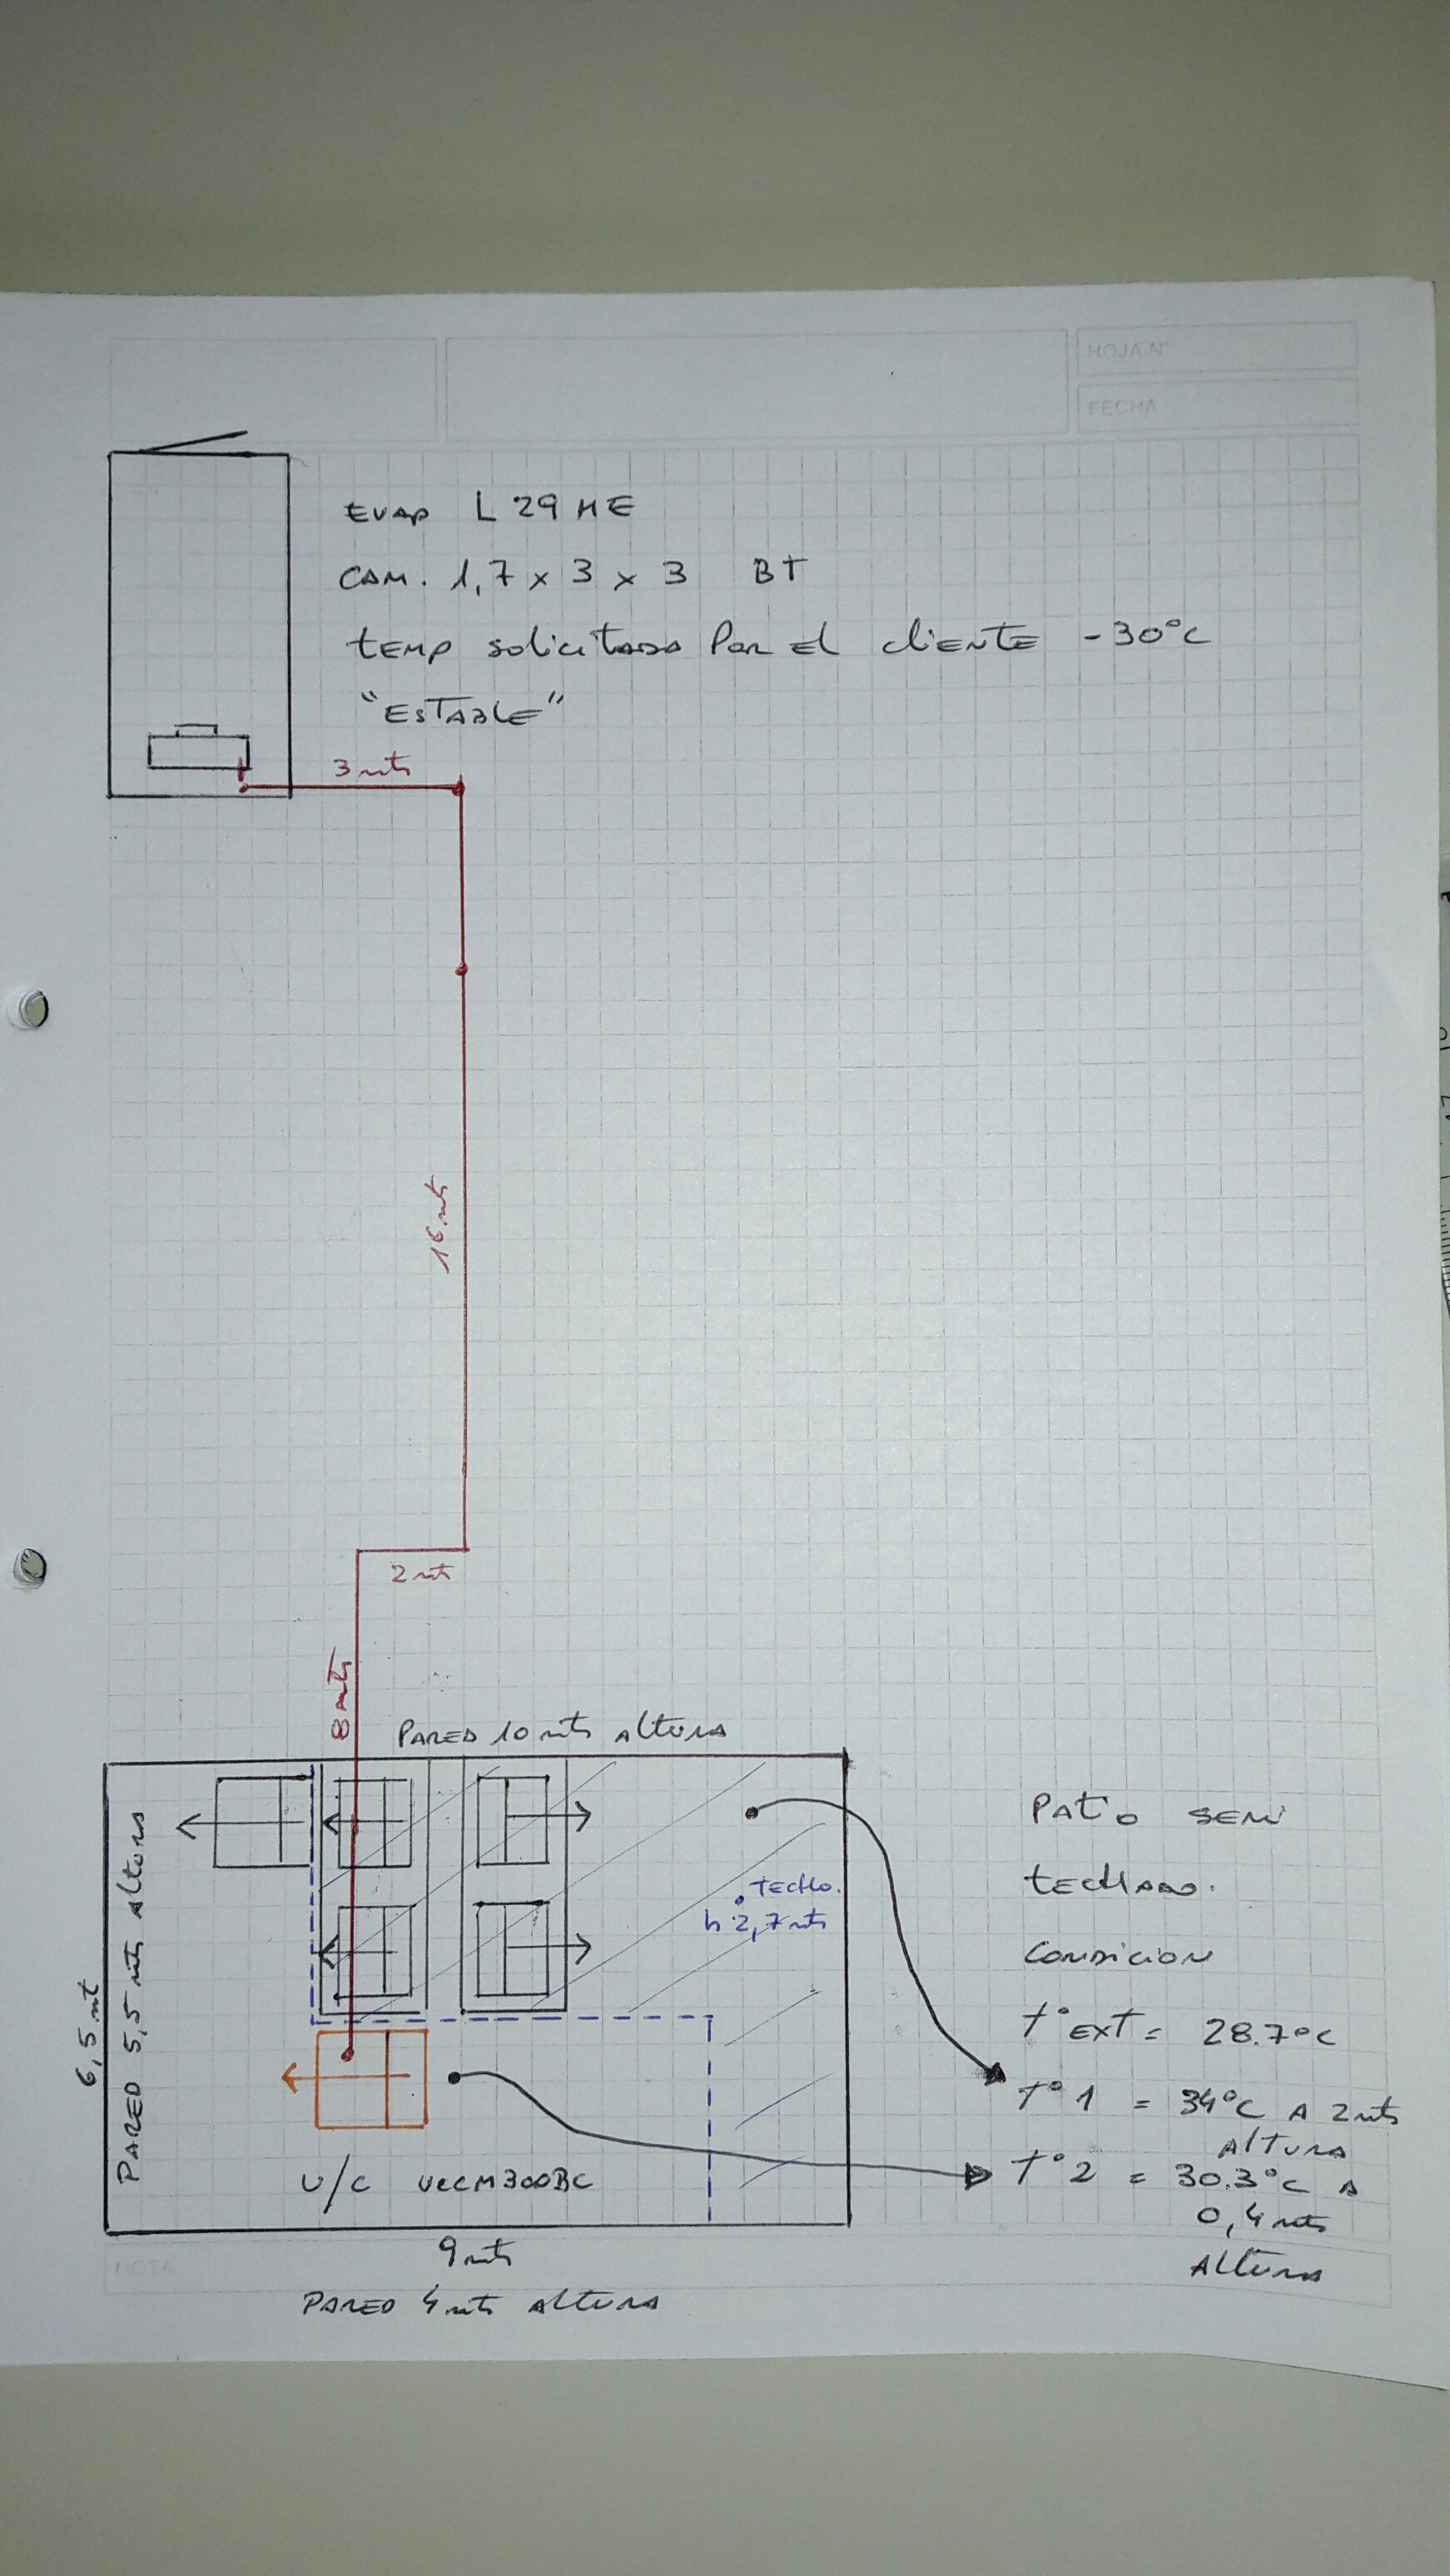 HOJA N°
FECHA
EVAP L 29 HE
CAM. 1,7 x 3 x 3 BT
TEMP solicitada Por El cliente -30°C
"ESTABLE"
3 mts
16 mts
2 mts
8 mts
PARED 10 mts Altura
PARED 5,5 mts Altura
6,5 mt
TECHO.
h: 2,7 mts
U/C UCCM300BC
9 mts
PARED 4 mts Altura
PATIO SEMI
TECHADO.
CONDICION
t° EXT = 28.7°C
T° 1 = 34°C A 2 mts
ALTURA
T° 2 = 30.3°C A
0,4 mts
ALTURA
NOTA